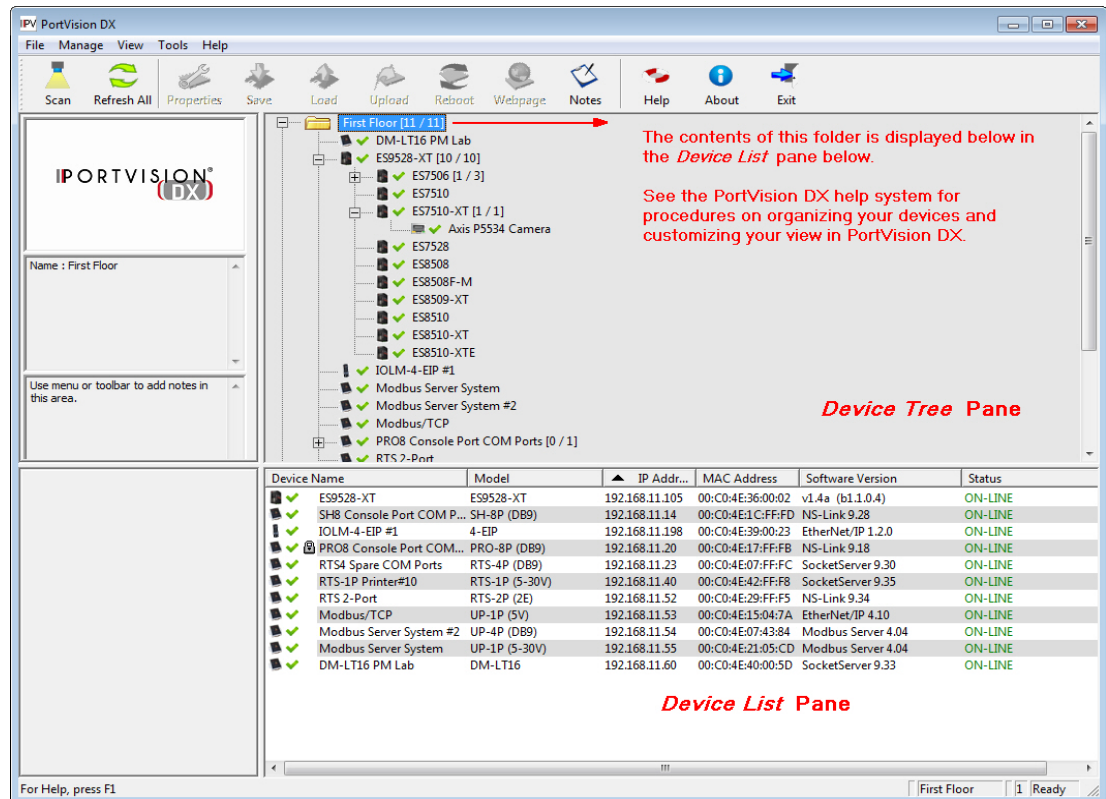 PortVision DX
File Manage View Tools Help
Scan Refresh All Properties Save Load Upload Reboot Webpage Notes Help About Exit
PORTVISION®
DX
Name : First Floor
Use menu or toolbar to add notes in
this area.
First Floor [11 / 11]
DM-LT16 PM Lab
ES9528-XT [10 / 10]
ES7506 [1 / 3]
ES7510
ES7510-XT [1 / 1]
Axis P5534 Camera
ES7528
ES8508
ES8508F-M
ES8509-XT
ES8510
ES8510-XT
ES8510-XTE
IOLM-4-EIP #1
Modbus Server System
Modbus Server System #2
Modbus/TCP
PRO8 Console Port COM Ports [0 / 1]
RTS 2-Port
The contents of this folder is displayed below in
the Device List pane below.
See the PortVision DX help system for
procedures on organizing your devices and
customizing your view in PortVision DX.
Device Tree Pane
Device Name Model IP Addr... MAC Address Software Version Status
ES9528-XT ES9528-XT 192.168.11.105 00:C0:4E:36:00:02 v1.4a (b1.1.0.4) ON-LINE
SH8 Console Port COM P... SH-8P (DB9) 192.168.11.14 00:C0:4E:1C:FF:FD NS-Link 9.28 ON-LINE
IOLM-4-EIP #1 4-EIP 192.168.11.198 00:C0:4E:39:00:23 EtherNet/IP 1.2.0 ON-LINE
PRO8 Console Port COM... PRO-8P (DB9) 192.168.11.20 00:C0:4E:17:FF:FB NS-Link 9.18 ON-LINE
RTS4 Spare COM Ports RTS-4P (DB9) 192.168.11.23 00:C0:4E:07:FF:FC SocketServer 9.30 ON-LINE
RTS-1P Printer#10 RTS-1P (5-30V) 192.168.11.40 00:C0:4E:42:FF:F8 SocketServer 9.35 ON-LINE
RTS 2-Port RTS-2P (2E) 192.168.11.52 00:C0:4E:29:FF:F5 NS-Link 9.34 ON-LINE
Modbus/TCP UP-1P (5V) 192.168.11.53 00:C0:4E:15:04:7A EtherNet/IP 4.10 ON-LINE
Modbus Server System #2 UP-4P (DB9) 192.168.11.54 00:C0:4E:07:43:84 Modbus Server 4.04 ON-LINE
Modbus Server System UP-1P (5-30V) 192.168.11.55 00:C0:4E:21:05:CD Modbus Server 4.04 ON-LINE
DM-LT16 PM Lab DM-LT16 192.168.11.60 00:C0:4E:40:00:5D SocketServer 9.33 ON-LINE
Device List Pane
For Help, press F1 First Floor 1 Ready